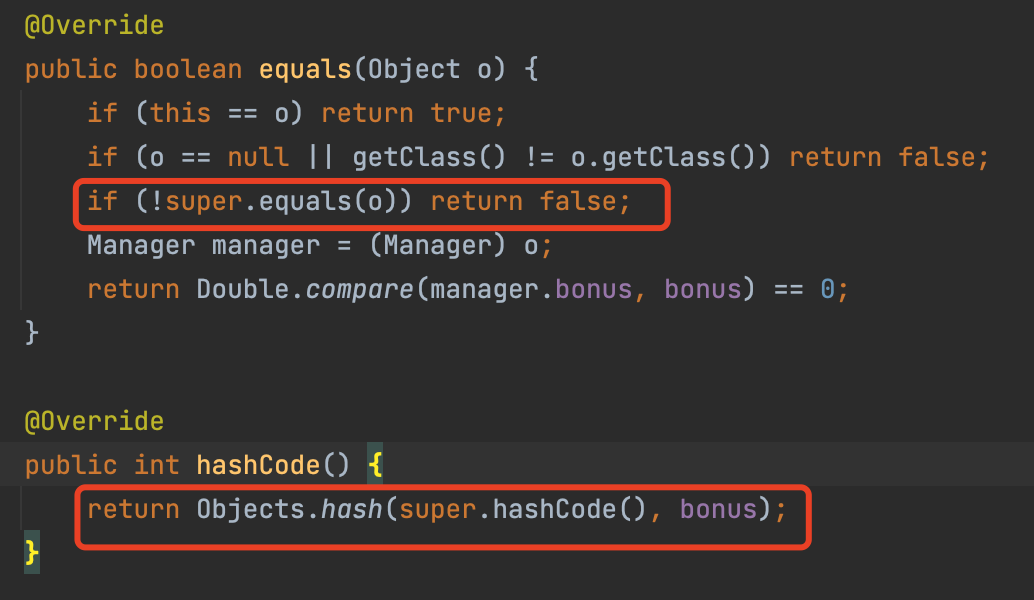 @Override
public boolean equals(Object o) {
if (this == o) return true;
if (o == null || getClass() != o.getClass()) return false;
if (!super.equals(o)) return false;
Manager manager = (Manager) o;
return Double.compare(manager.bonus, bonus) == 0;
}
@Override
public int hashCode() {
return Objects.hash(super.hashCode(), bonus);
}